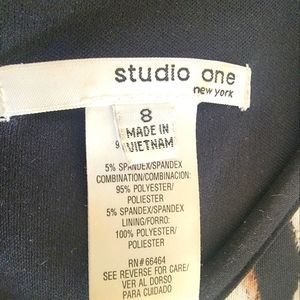 studio one
new york
8
MADE IN
VIETNAM
5% SPANDEX/SPANDEX
COMBINATION/COMBINACION:
95% POLYESTER/
POLIESTER
5% SPANDEX/SPANDEX
LINING/FORRO:
100% POLYESTER/
POLIESTER
RN#66464
SEE REVERSE FOR CARE/
VER AL DORSO
PARA CUIDADO